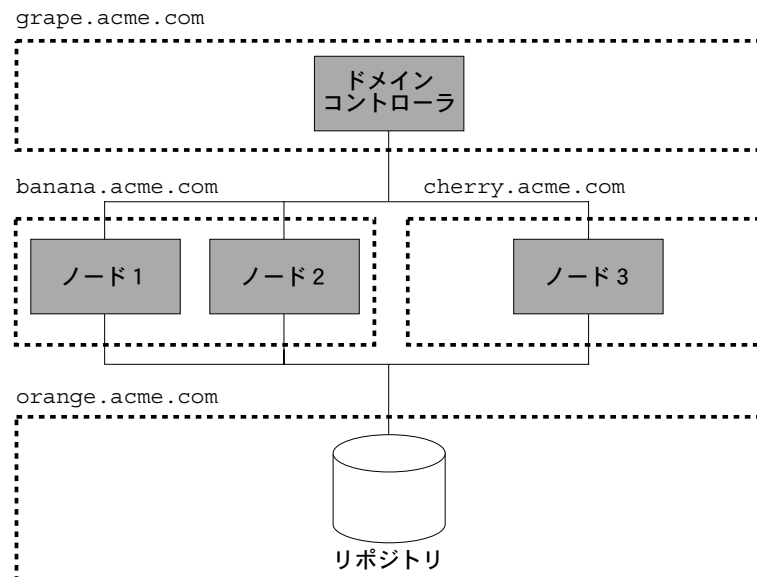 grape.acme.com
ドメイン
コントローラ
banana.acme.com
cherry.acme.com
ノード1
ノード2
ノード3
orange.acme.com
リポジトリ